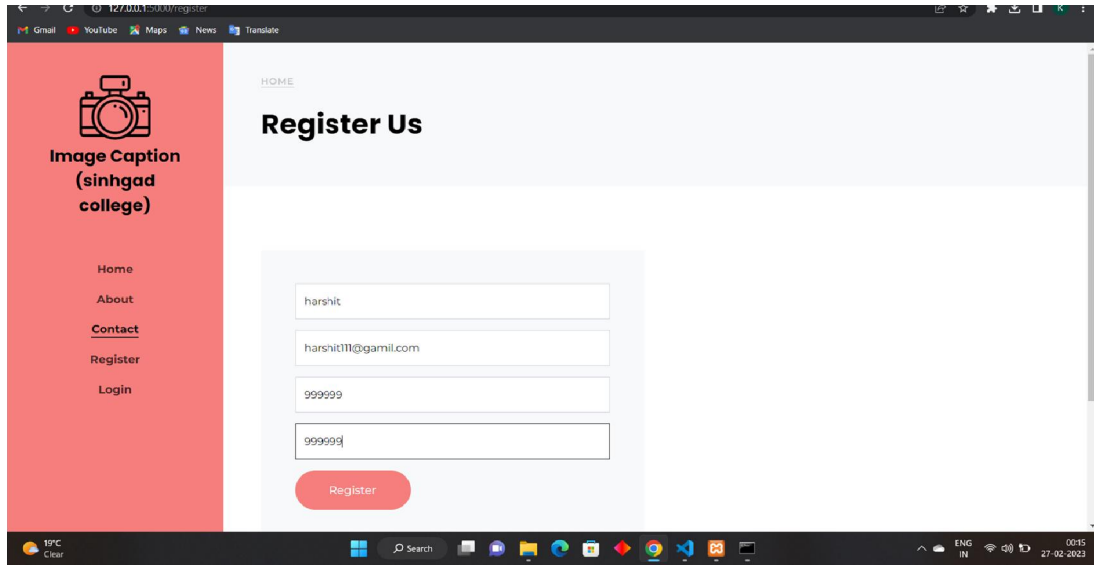 127.0.0.1:5000/register
Gmail YouTube Maps News Translate
K
Image Caption
(sinhgad
college)
Home
About
Contact
Register
Login
HOME
Register Us
harshit
harshit111@gamil.com
999999
999999
Register
19°C
Clear
Search
ENG
IN
00:15
27-02-2023